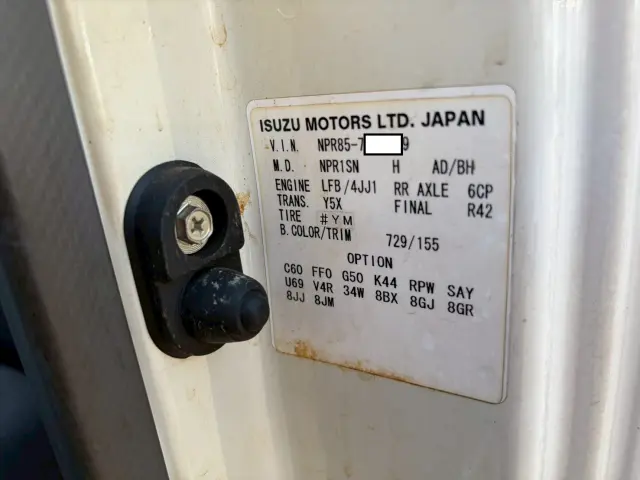 ISUZU MOTORS LTD. JAPAN
V.I.N. NPR85-7 9
M.D. NPR1SN H AD/BH
ENGINE LFB/4JJ1 RR AXLE 6CP
TRANS. Y5X FINAL R42
TIRE #YM
B.COLOR/TRIM 729/155
OPTION
C60 FF0 G50 K44 RPW SAY
U69 V4R 34W 8BX 8GJ 8GR
8JJ 8JM